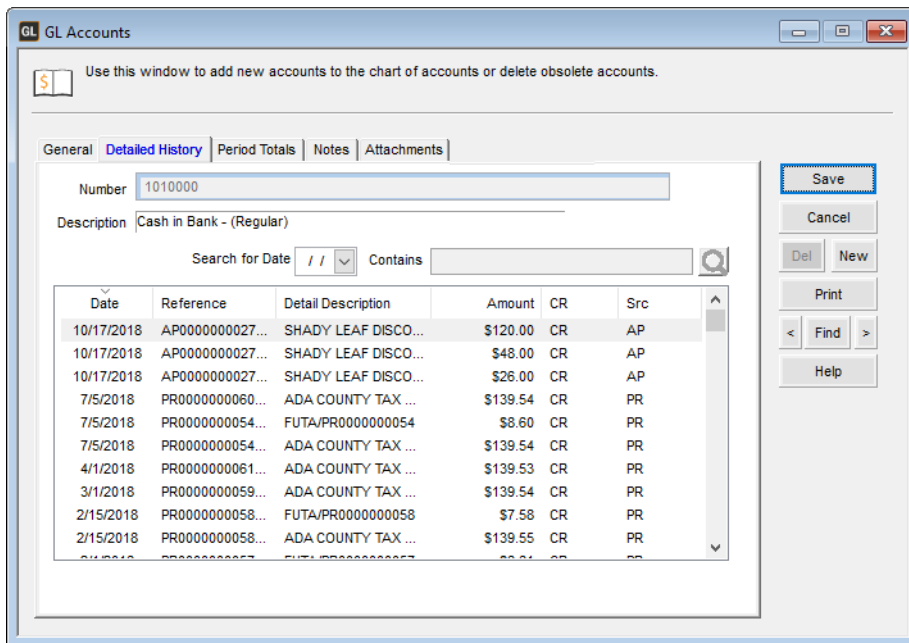 GL GL Accounts
$ Use this window to add new accounts to the chart of accounts or delete obsolete accounts.
General Detailed History Period Totals Notes Attachments
Number 1010000
Description Cash in Bank - (Regular)
Search for Date / / Contains
Date Reference Detail Description Amount CR Src
10/17/2018 AP0000000027... SHADY LEAF DISCO... $120.00 CR AP
10/17/2018 AP0000000027... SHADY LEAF DISCO... $48.00 CR AP
10/17/2018 AP0000000027... SHADY LEAF DISCO... $26.00 CR AP
7/5/2018 PR0000000060... ADA COUNTY TAX ... $139.54 CR PR
7/5/2018 PR0000000054... FUTA/PR0000000054 $8.60 CR PR
7/5/2018 PR0000000054... ADA COUNTY TAX ... $139.54 CR PR
4/1/2018 PR0000000061... ADA COUNTY TAX ... $139.53 CR PR
3/1/2018 PR0000000059... ADA COUNTY TAX ... $139.54 CR PR
2/15/2018 PR0000000058... FUTA/PR0000000058 $7.58 CR PR
2/15/2018 PR0000000058... ADA COUNTY TAX ... $139.55 CR PR
Save
Cancel
Del New
Print
< Find >
Help